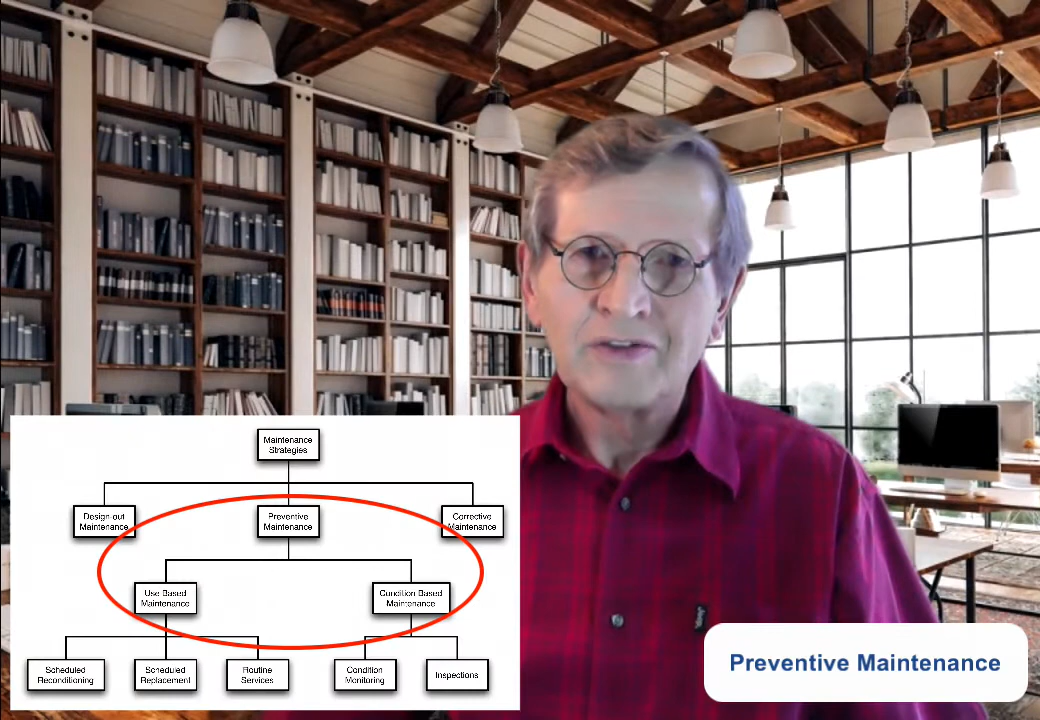 Maintenance
Strategies
Design-out
Maintenance
Preventive
Maintenance
Corrective
Maintenance
Use Based
Maintenance
Condition Based
Maintenance
Scheduled
Reconditioning
Scheduled
Replacement
Routine
Services
Condition
Monitoring
Inspections
Preventive Maintenance